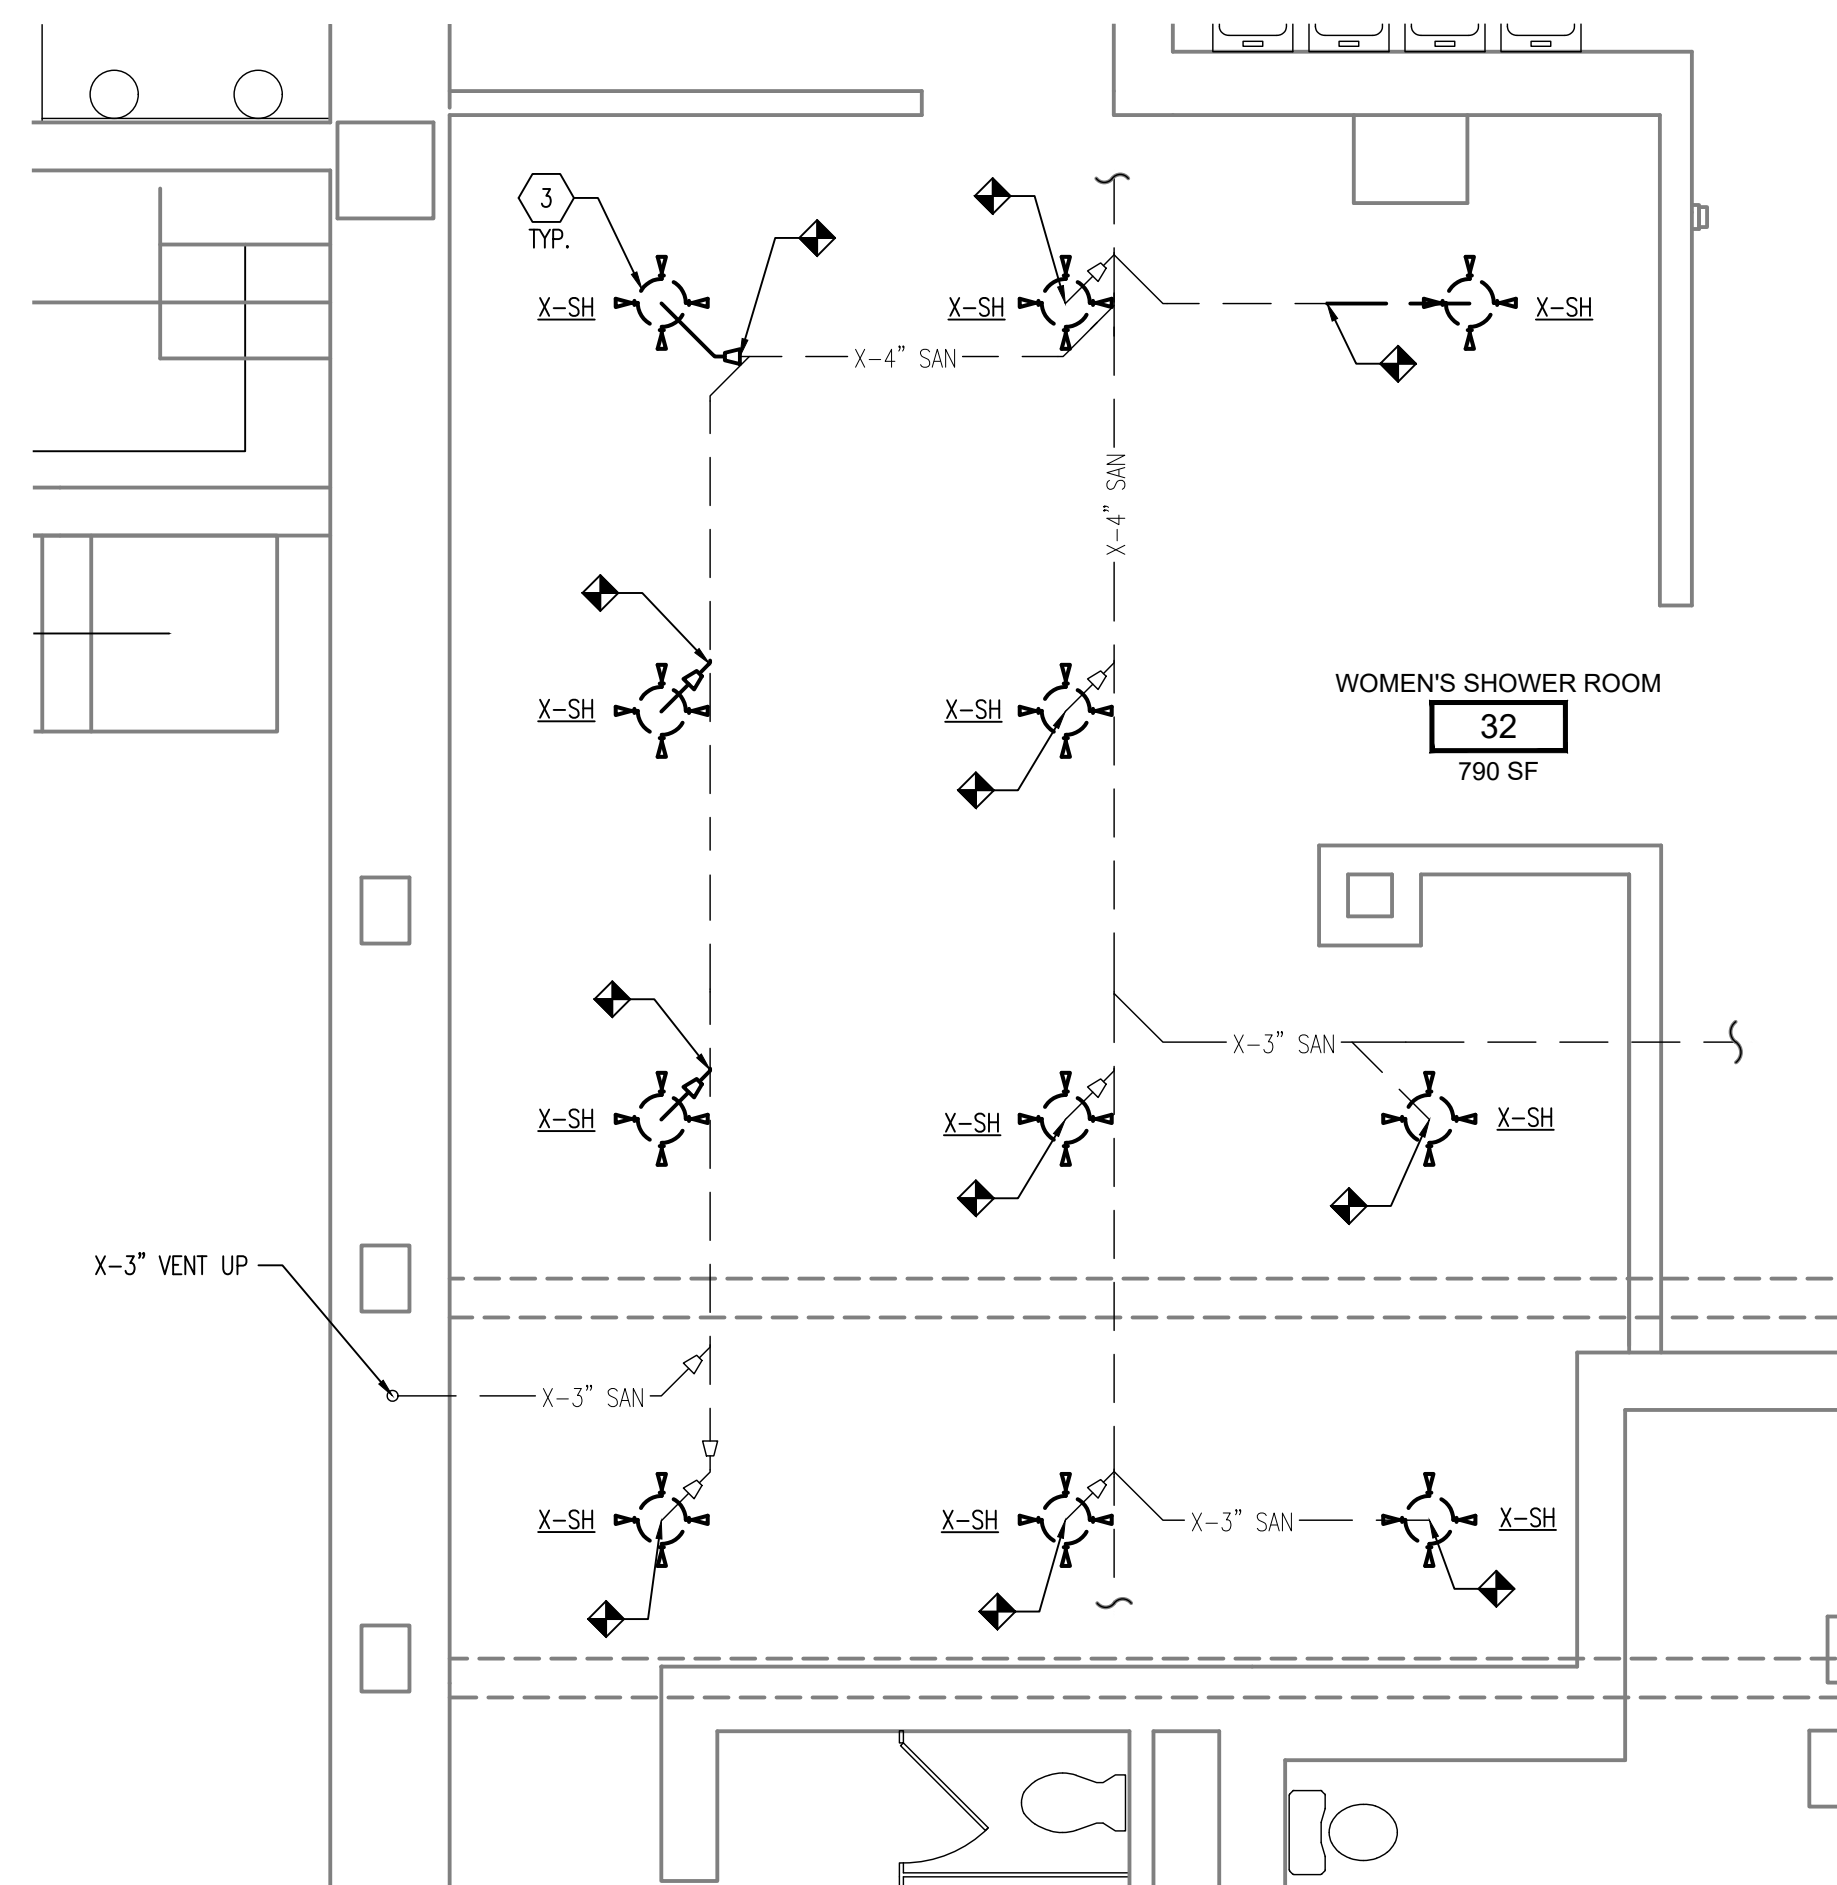 3
TYP.
X-SH
X-SH
X-SH
X-4" SAN
X-4" SAN
WOMEN'S SHOWER ROOM
32
790 SF
X-SH
X-SH
X-3" SAN
X-SH
X-SH
X-SH
X-3" VENT UP
X-3" SAN
X-SH
X-SH
X-3" SAN
X-SH